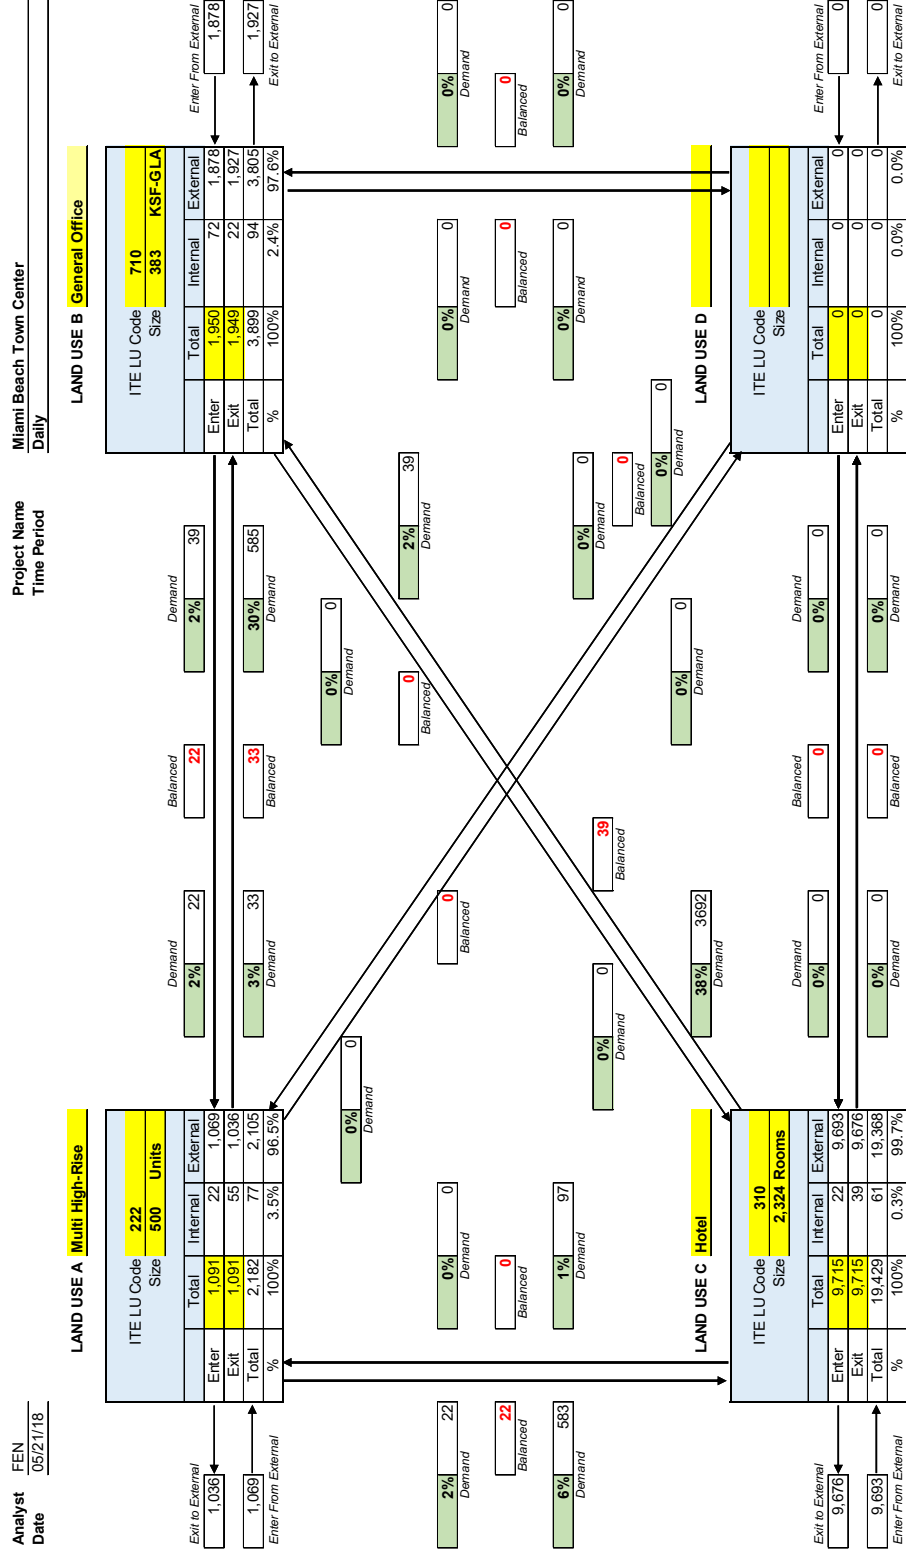 Analyst FEN
Date 05/21/18
Project Name Miami Beach Town Center
Time Period Daily
LAND USE A Multi High-Rise
ITE LU Code 222
Size 500 Units
Total Internal External
Enter 1,091 22 1,069
Exit 1,091 55 1,036
Total 2,182 77 2,105
% 100% 3.5% 96.5%
Exit to External
1,036
1,069
Enter From External
LAND USE B General Office
ITE LU Code 710
Size 383 KSF-GLA
Total Internal External
Enter 1,950 72 1,878
Exit 1,949 22 1,927
Total 3,899 94 3,805
% 100% 2.4% 97.6%
Enter From External
1,878
1,927
Exit to External
Demand Balanced Demand
2% 22 22 2% 39
3% 33 33 30% 585
Demand Balanced Demand
0% 0
Demand
0% 0
Demand
2% 39
Demand
0
Balanced
2% 22
Demand
0% 0
Demand
0
Balanced
0% 0
Demand
0% 0
Demand
22
Balanced
0
Balanced
0
Balanced
0
Balanced
6% 583
Demand
1% 97
Demand
0% 0
Demand
0% 0
Demand
0% 0
Demand
0% 0
Demand
39
Balanced
0
Balanced
0% 0
Demand
38% 3692
Demand
0% 0
Demand
LAND USE C Hotel
ITE LU Code 310
Size 2,324 Rooms
Total Internal External
Enter 9,715 22 9,693
Exit 9,715 39 9,676
Total 19,429 61 19,368
% 100% 0.3% 99.7%
Exit to External
9,676
9,693
Enter From External
Demand Balanced Demand
0% 0 0 0% 0
0% 0 0 0% 0
Demand Balanced Demand
LAND USE D
ITE LU Code
Size
Total Internal External
Enter 0 0 0
Exit 0 0 0
Total 0 0 0
% 100% 0.0% 0.0%
Enter From External
0
0
Exit to External